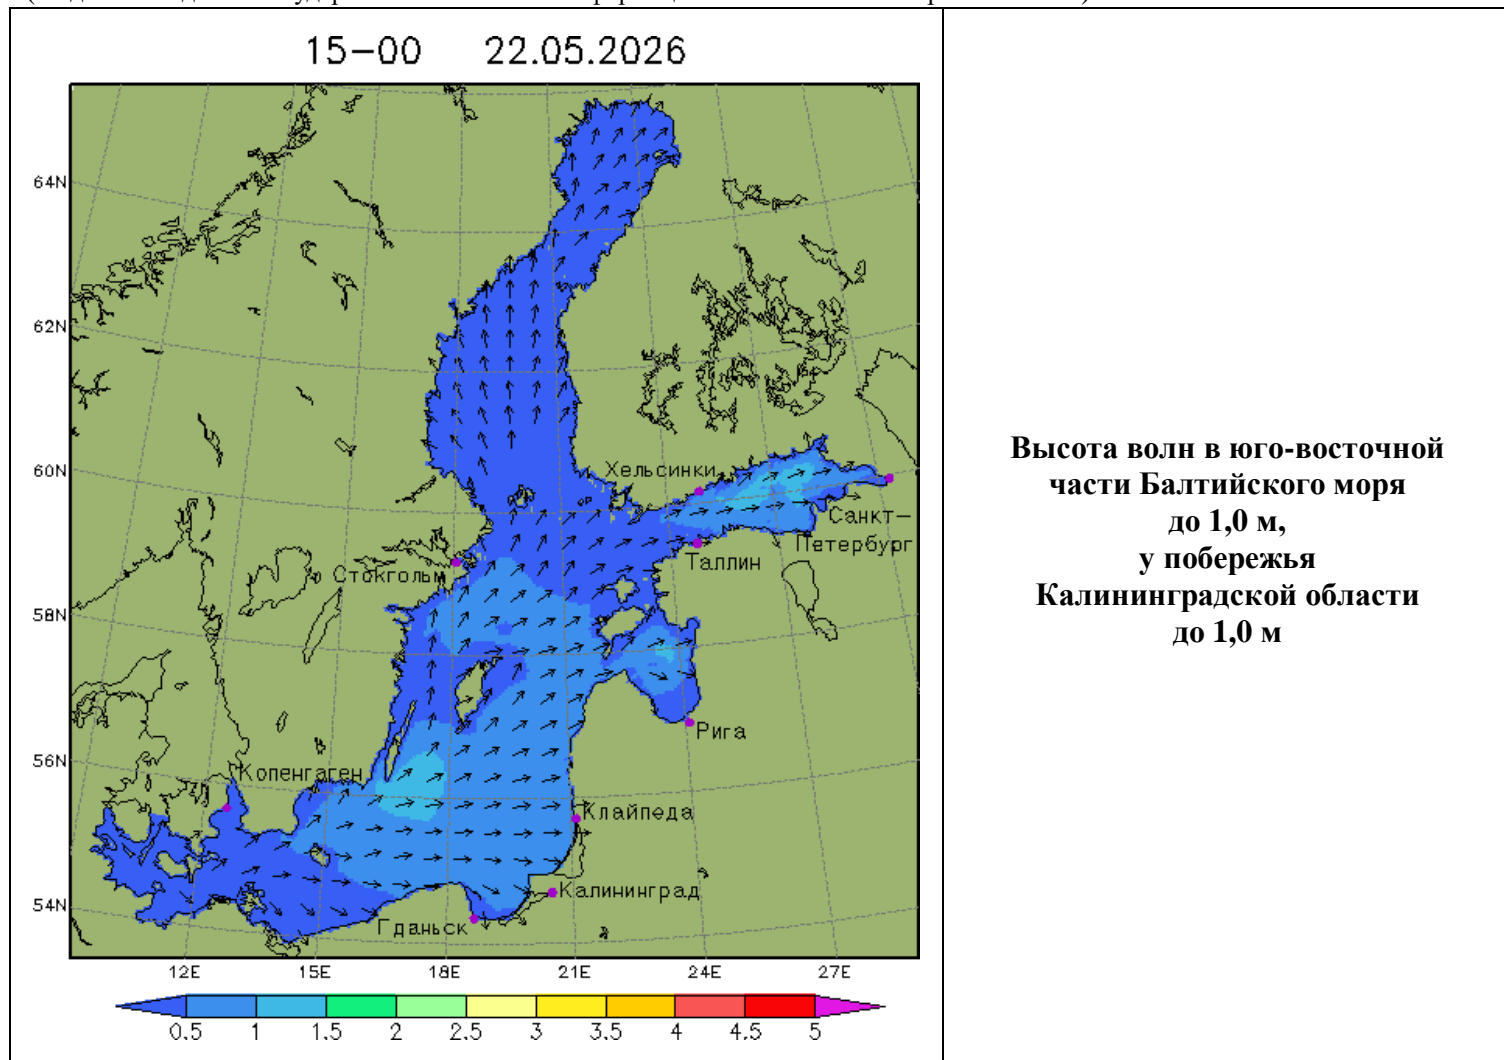 15-00 22.05.2026
64N
62N
60N
58N
56N
54N
Хельсинки
Санкт-
Петербург
Таллин
Стокгольм
Рига
Копенгаген
Клайпеда
Калининград
Гданьск
12E 15E 18E 21E 24E 27E
0.5 1 1.5 2 2.5 3 3.5 4 4.5 5
Высота волн в юго-восточной
части Балтийского моря
до 1,0 м,
у побережья
Калининградской области
до 1,0 м